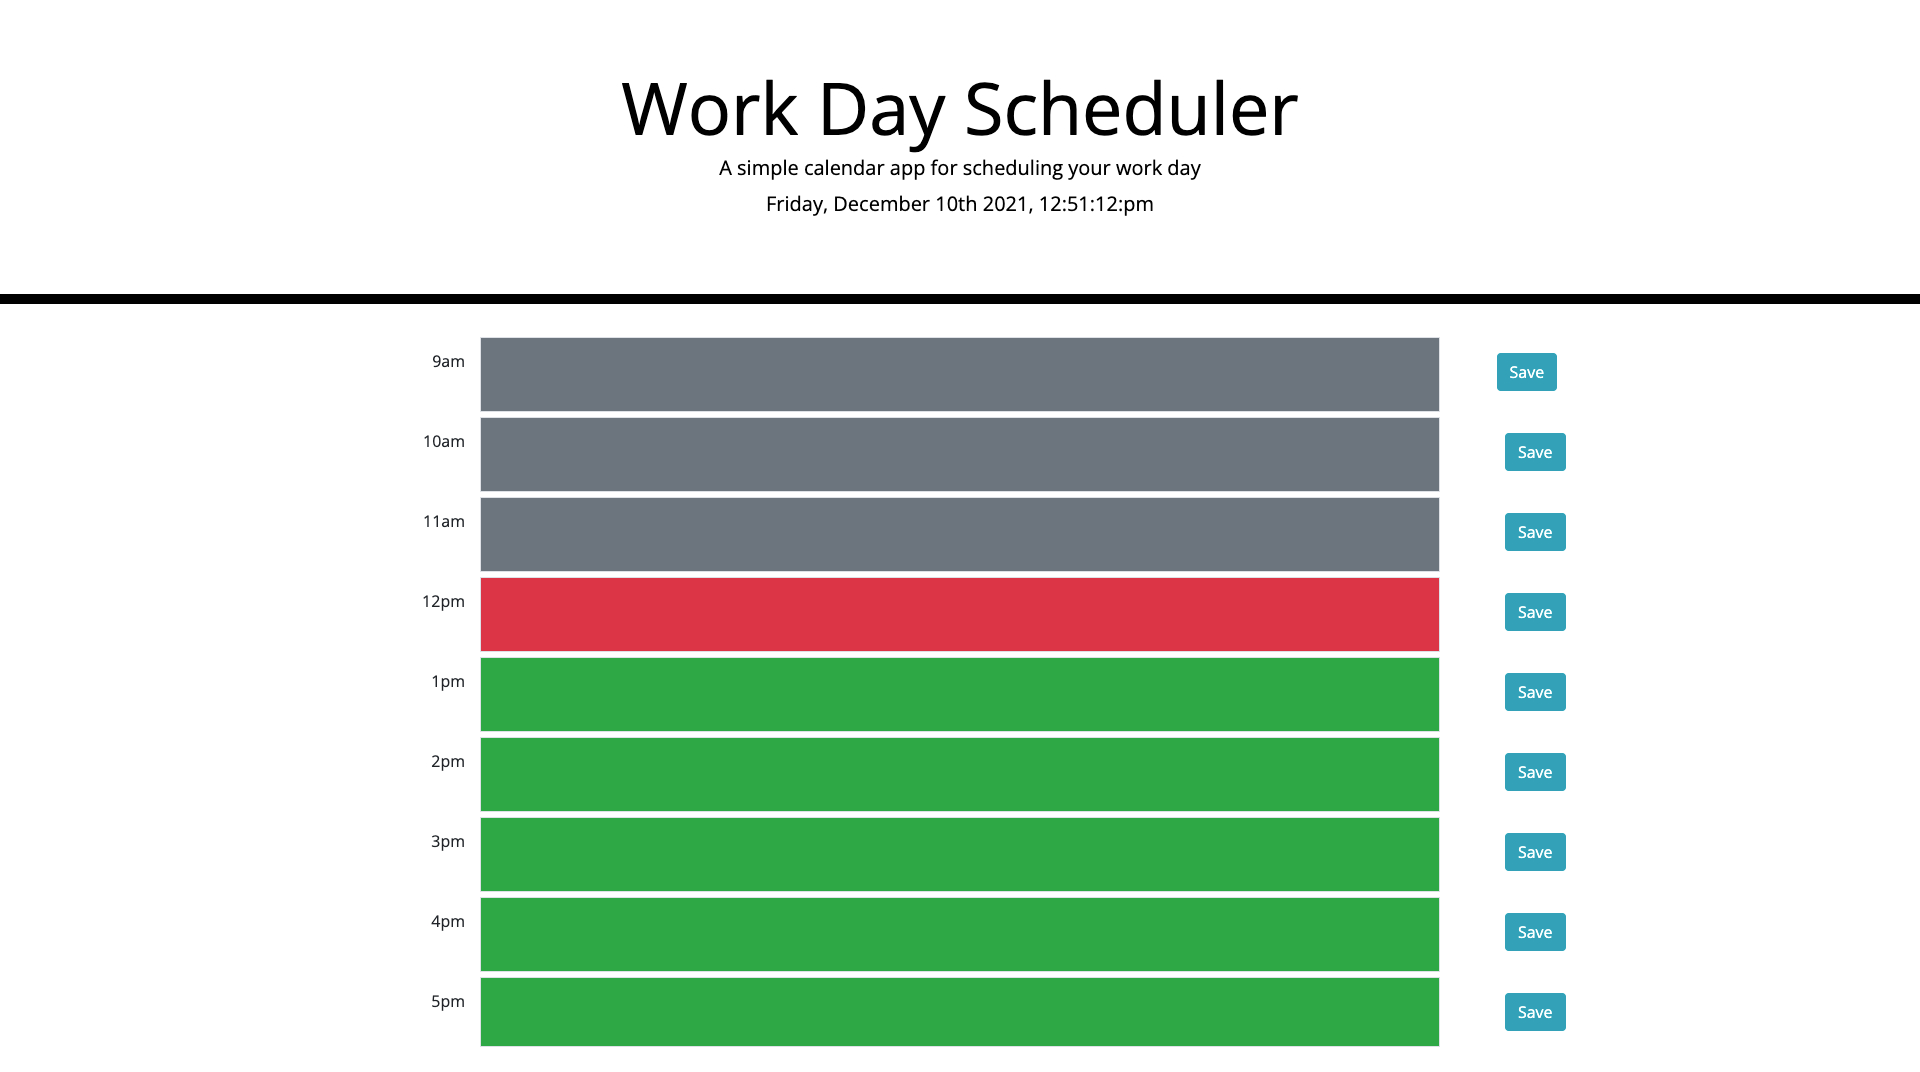 Work Day Scheduler
A simple calendar app for scheduling your work day
Friday, December 10th 2021, 12:51:12:pm
9am Save
10am Save
11am Save
12pm Save
1pm Save
2pm Save
3pm Save
4pm Save
5pm Save